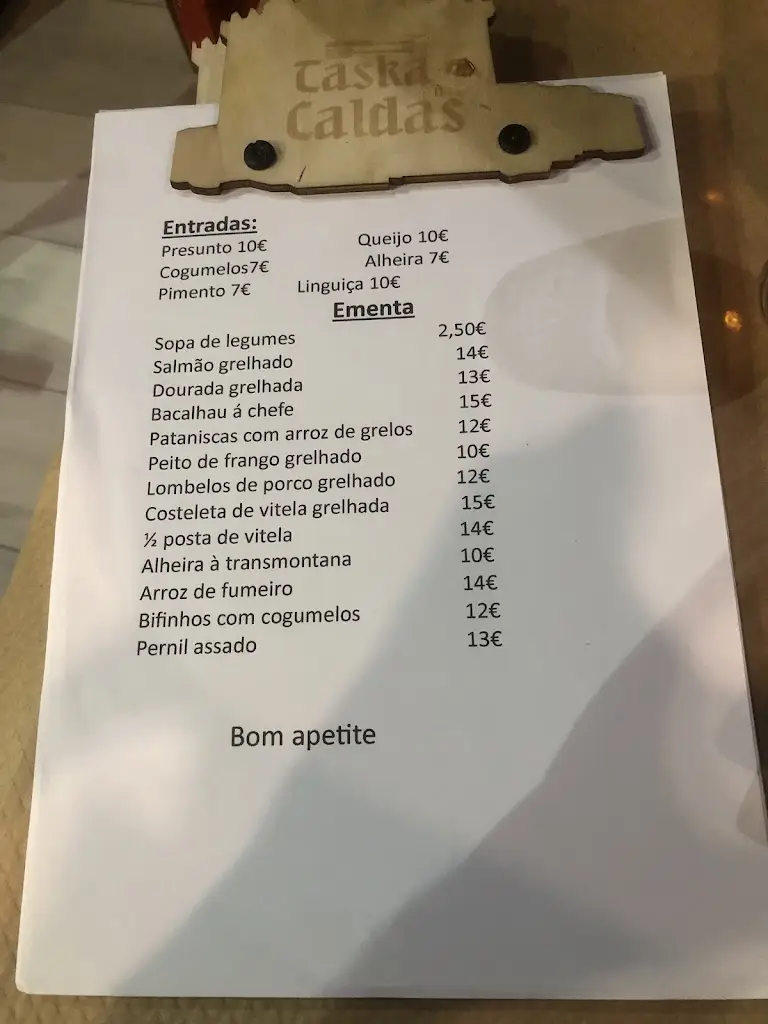 Taska
Caldas
Entradas:
Presunto 10€ Queijo 10€
Cogumelos7€ Alheira 7€
Pimento 7€ Linguiça 10€
Ementa
Sopa de legumes 2,50€
Salmão grelhado 14€
Dourada grelhada 13€
Bacalhau á chefe 15€
Pataniscas com arroz de grelos 12€
Peito de frango grelhado 10€
Lombelos de porco grelhado 12€
Costeleta de vitela grelhada 15€
½ posta de vitela 14€
Alheira à transmontana 10€
Arroz de fumeiro 14€
Bifinhos com cogumelos 12€
Pernil assado 13€
Bom apetite